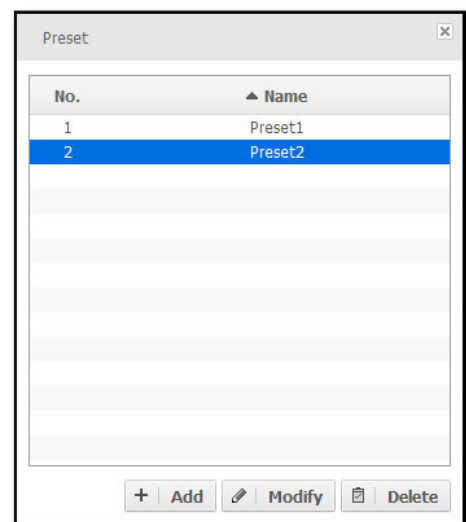 Preset
No. Name
1 Preset1
2 Preset2
Add Modify Delete